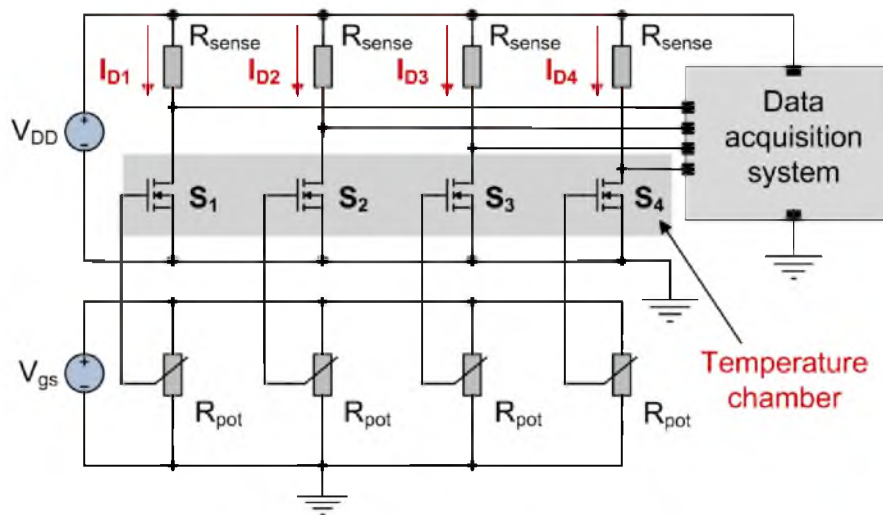 R_sense R_sense R_sense R_sense
I_D1 I_D2 I_D3 I_D4
V_DD
Data
acquisition
system
S_1 S_2 S_3 S_4
V_gs
R_pot R_pot R_pot R_pot
Temperature
chamber